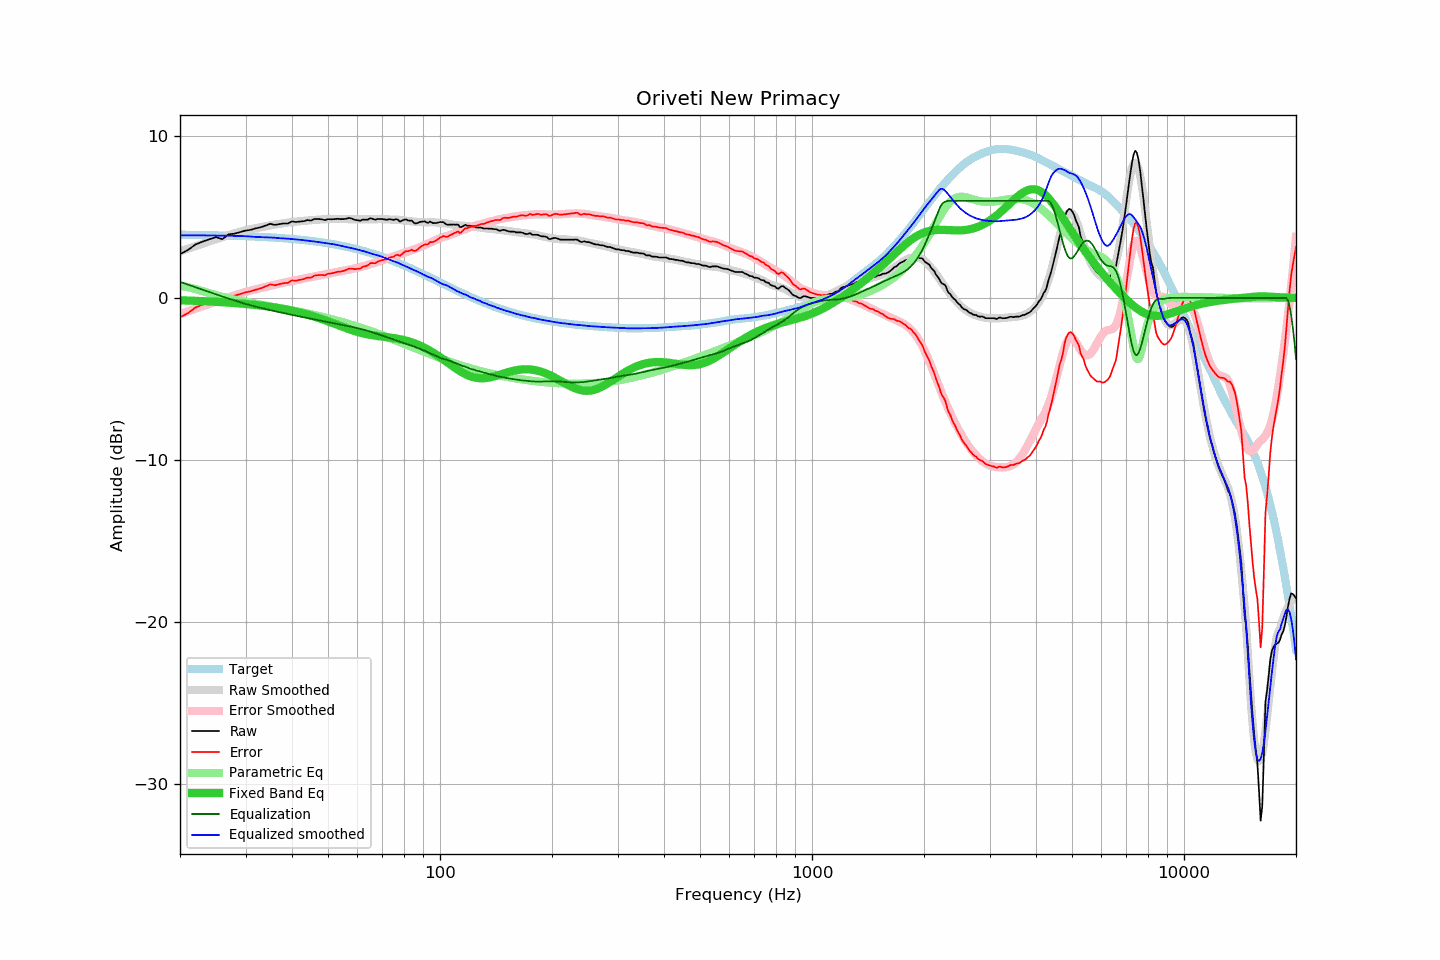 Oriveti New Primacy
10
0
−10
−20
−30
Amplitude (dBr)
Target
Raw Smoothed
Error Smoothed
Raw
Error
Parametric Eq
Fixed Band Eq
Equalization
Equalized smoothed
100
1000
10000
Frequency (Hz)